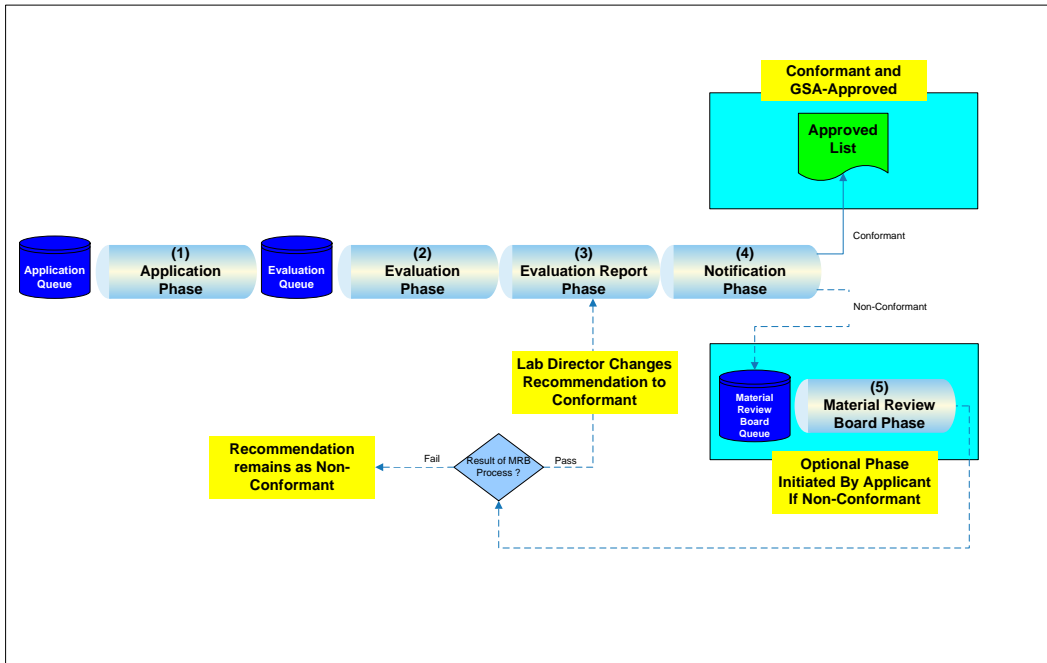 Conformant and
GSA-Approved
Approved
List
Conformant
Application
Queue
(1)
Application
Phase
Evaluation
Queue
(2)
Evaluation
Phase
(3)
Evaluation Report
Phase
(4)
Notification
Phase
Non-Conformant
Lab Director Changes
Recommendation to
Conformant
Material
Review
Board
Queue
(5)
Material Review
Board Phase
Optional Phase
Initiated By Applicant
If Non-Conformant
Recommendation
remains as Non-
Conformant
Fail
Result of MRB
Process ?
Pass